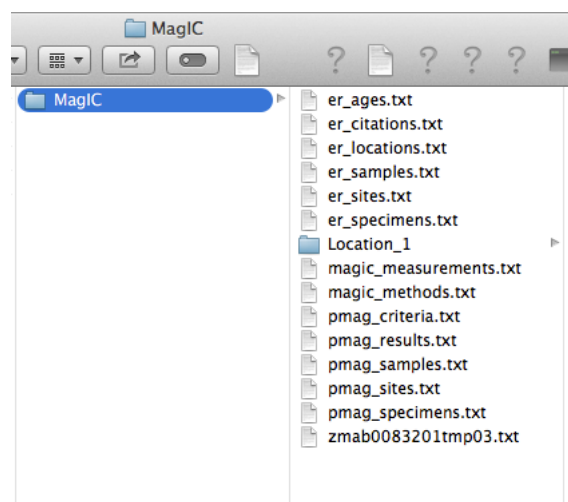 MagIC
? ? ? ?
MagIC
er_ages.txt
er_citations.txt
er_locations.txt
er_samples.txt
er_sites.txt
er_specimens.txt
Location_1
magic_measurements.txt
magic_methods.txt
pmag_criteria.txt
pmag_results.txt
pmag_samples.txt
pmag_sites.txt
pmag_specimens.txt
zmab0083201tmp03.txt